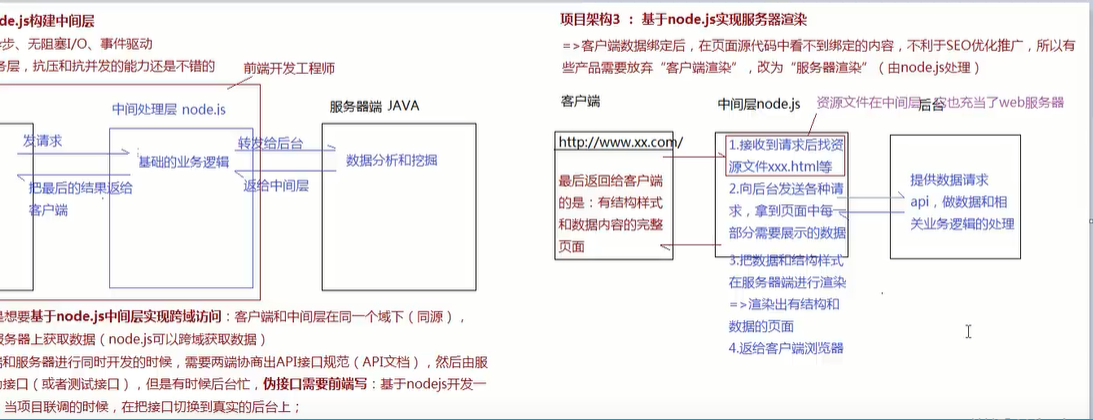 de.js构建中间层
步、无阻塞I/O、事件驱动
务层，抗压和抗并发的能力还是不错的
前端开发工程师
中间处理层 node.js
服务器端 JAVA
发请求
把最后的结果返给
客户端
基础的业务逻辑
转发给后台
返给中间层
数据分析和挖掘
是想要基于node.js中间层实现跨域访问：客户端和中间层在同一个域下（同源），
服务器上获取数据（node.js可以跨域获取数据）
和服务器进行同时开发的时候，需要两端协商出API接口规范（API文档），然后由服
接口（或者测试接口），但是有时候后台忙，伪接口需要前端写：基于nodejs开发一
当项目联调的时候，在把接口切换到真实的后台上；
项目架构3 ： 基于node.js实现服务器渲染
=>客户端数据绑定后，在页面源代码中看不到绑定的内容，不利于SEO优化推广，所以有
些产品需要放弃“客户端渲染”，改为“服务器渲染”（由node.js处理）
客户端
中间层node.js
资源文件在中间层，它也充当了web服务器
后台
http://www.xx.com/
最后返回给客户端
的是：有结构样式
和数据内容的完整
页面
1.接收到请求后找资
源文件xxx.html等
2.向后台发送各种请
求，拿到页面中每一
部分需要展示的数据
3.把数据和结构样式
在服务器端进行渲染
=>渲染出有结构和
数据的页面
4.返给客户端浏览器
提供数据请求
api，做数据和相
关业务逻辑的处理